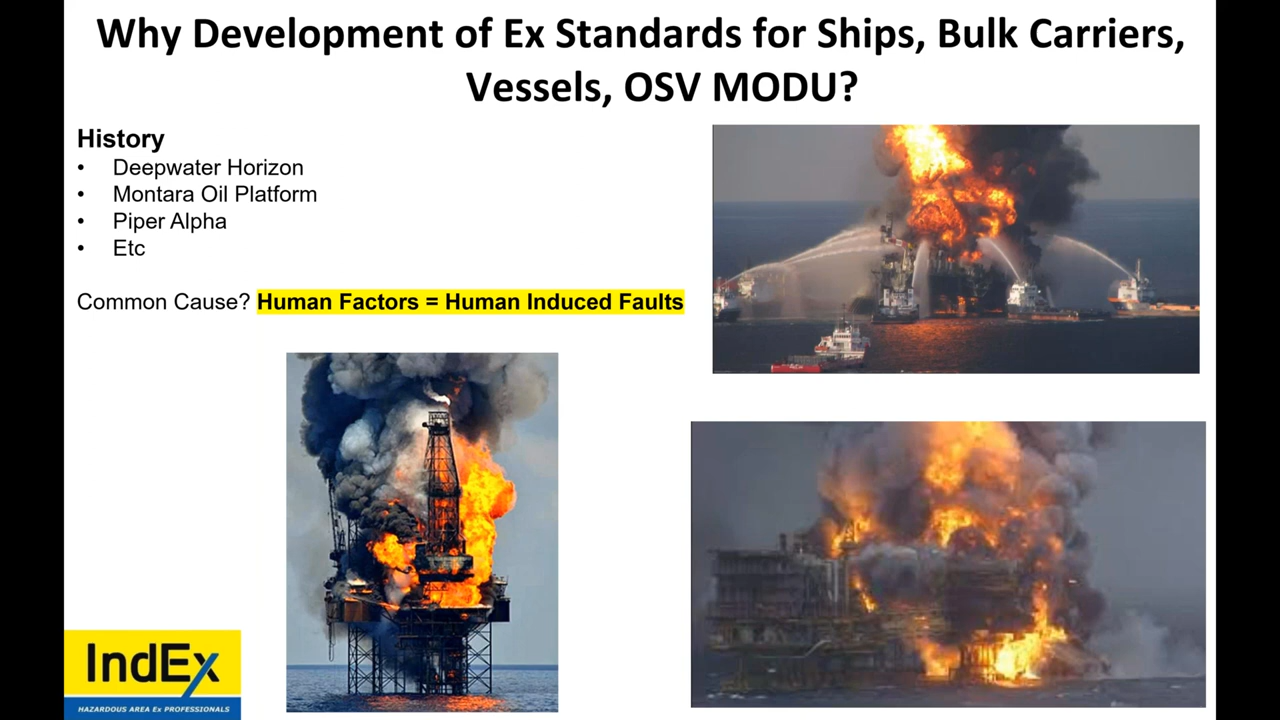 Why Development of Ex Standards for Ships, Bulk Carriers,
Vessels, OSV MODU?
History
• Deepwater Horizon
• Montara Oil Platform
• Piper Alpha
• Etc
Common Cause? Human Factors = Human Induced Faults
IndEx
HAZARDOUS AREA Ex PROFESSIONALS